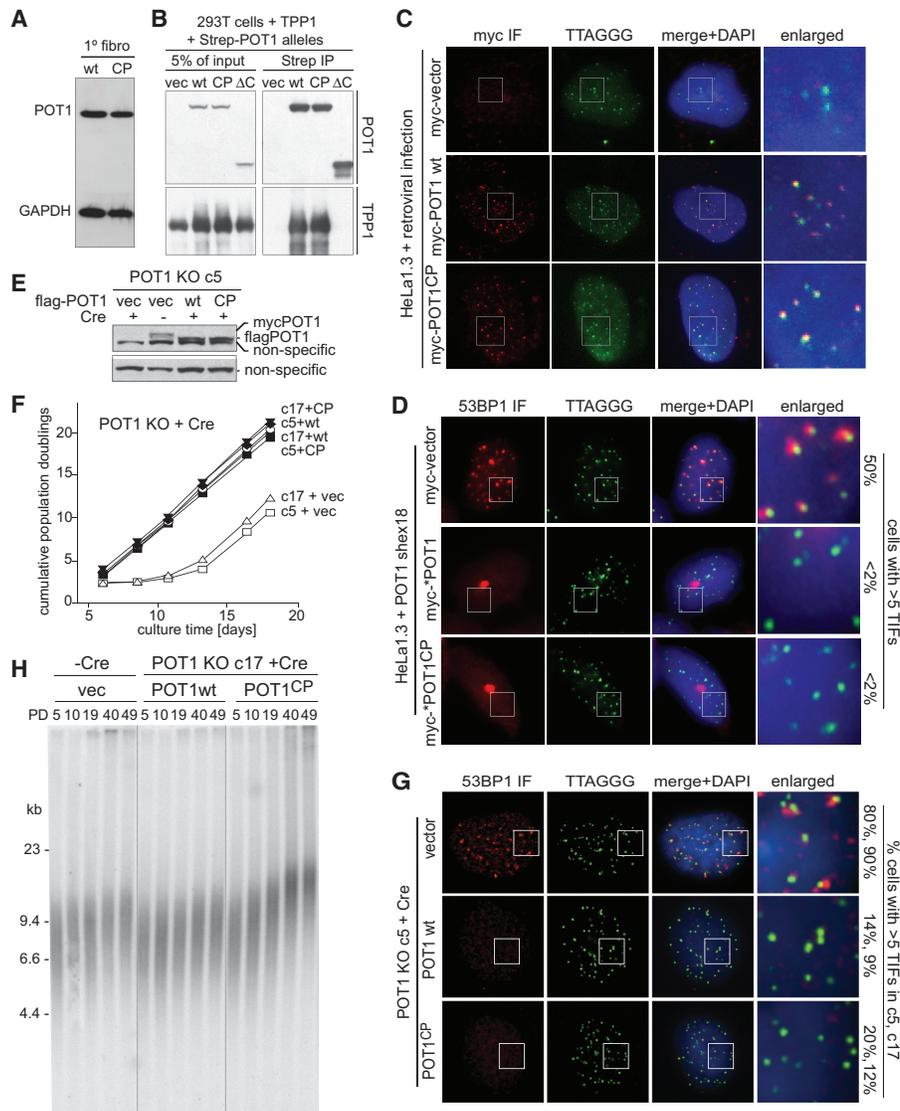 A
1º fibro
wt CP
POT1
GAPDH
B
293T cells + TPP1
+ Strep-POT1 alleles
5% of input Strep IP
vec wt CP ΔC vec wt CP ΔC
POT1
TPP1
C
myc IF TTAGGG merge+DAPI enlarged
HeLa1.3 + retroviral infection
myc-vector
myc-POT1 wt
myc-POT1CP
D
53BP1 IF TTAGGG merge+DAPI enlarged
HeLa1.3 + POT1 shex18
myc-vector
myc-*POT1
myc-*POT1CP
50%
<2%
<2%
cells with >5 TIFs
E
POT1 KO c5
flag-POT1 vec vec wt CP
Cre + - + +
mycPOT1
flagPOT1
non-specific
non-specific
F
POT1 KO + Cre
cumulative population doublings
20
15
10
5
0
5 10 15 20
culture time [days]
c17+CP
c5+wt
c17+wt
c5+CP
c17 + vec
c5 + vec
G
53BP1 IF TTAGGG merge+DAPI enlarged
POT1 KO c5 + Cre
vector
POT1 wt
POT1CP
80%, 90%
14%, 9%
20%,12%
% cells with >5 TIFs in c5, c17
H
-Cre POT1 KO c17 +Cre
vec POT1wt POT1CP
PD 5 10 19 40 49 5 10 19 40 49 5 10 19 40 49
kb
23 -
9.4 -
6.6 -
4.4 -